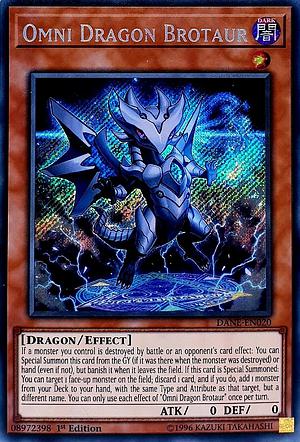 OMNI DRAGON BROTAUR
DARK
闇
DANE-EN020
[Dragon/Effect]
If a monster you control is destroyed by battle or an opponent's card effect: You can
Special Summon this card from the GY (if it was there when the monster was destroyed) or
hand (even if not), but banish it when it leaves the field. If this card is Special Summoned:
You can target 1 face-up monster on the field; discard 1 card, and if you do, add 1 monster
from your Deck to your hand, with the same Type and Attribute as that target, but a
different name. You can only use each effect of "Omni Dragon Brotaur" once per turn.
ATK/ 0 DEF/ 0
08972398 1st Edition ©1996 KAZUKI TAKAHASHI